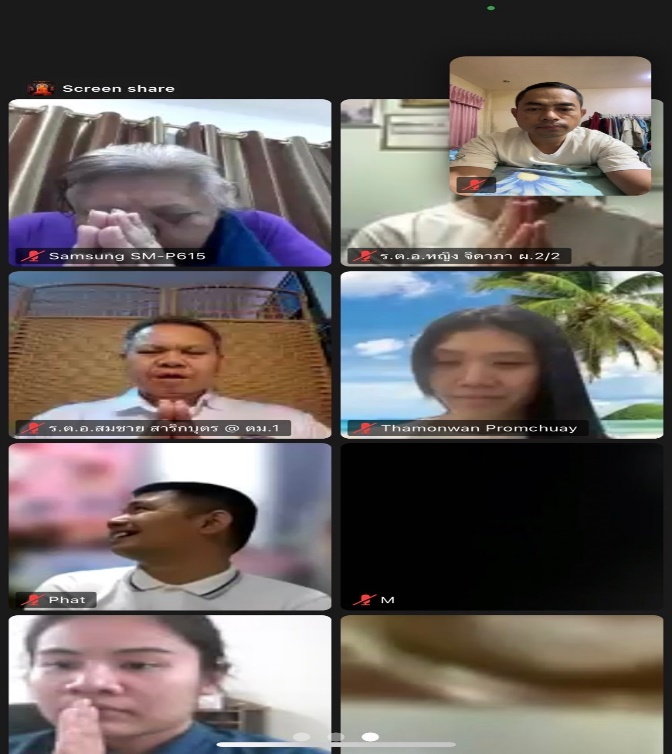 Screen share
Samsung SM-P615
ร.ต.อ.หญิง จิตาภา ผ.2/2
ร.ต.อ.สมชาย สาริกบุตร @ ตม.1
Thamonwan Promchuay
Phat
M